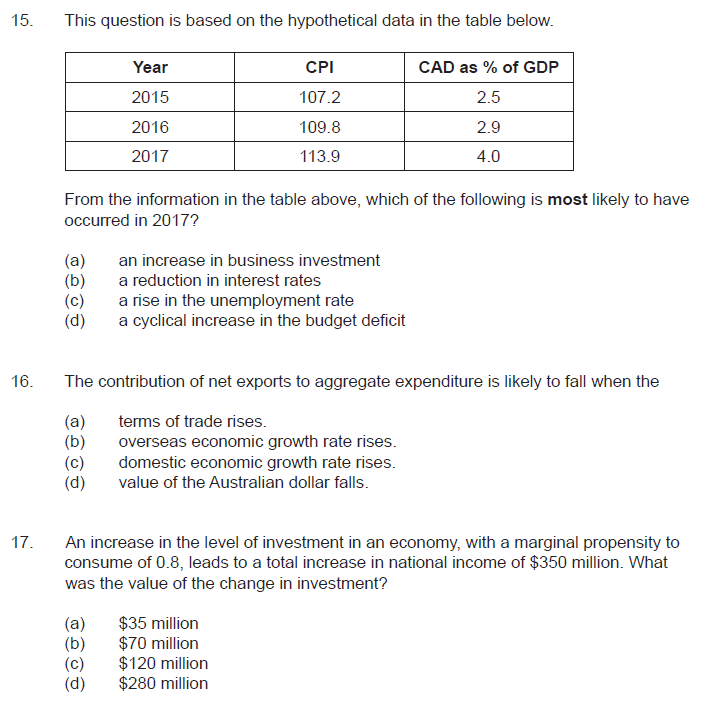 15. This question is based on the hypothetical data in the table below.
Year CPI CAD as % of GDP
2015 107.2 2.5
2016 109.8 2.9
2017 113.9 4.0
From the information in the table above, which of the following is most likely to have
occurred in 2017?
(a) an increase in business investment
(b) a reduction in interest rates
(c) a rise in the unemployment rate
(d) a cyclical increase in the budget deficit
16. The contribution of net exports to aggregate expenditure is likely to fall when the
(a) terms of trade rises.
(b) overseas economic growth rate rises.
(c) domestic economic growth rate rises.
(d) value of the Australian dollar falls.
17. An increase in the level of investment in an economy, with a marginal propensity to
consume of 0.8, leads to a total increase in national income of $350 million. What
was the value of the change in investment?
(a) $35 million
(b) $70 million
(c) $120 million
(d) $280 million